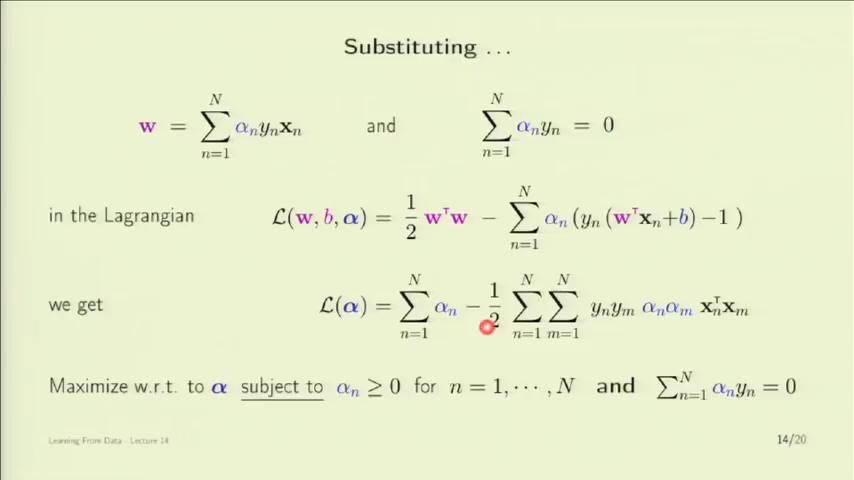 Substituting ...
w = ∑_{n=1}^{N} α_n y_n x_n and ∑_{n=1}^{N} α_n y_n = 0
in the Lagrangian L(w, b, α) = 1/2 wᵀw − ∑_{n=1}^{N} α_n (y_n (wᵀx_n + b) − 1 )
we get L(α) = ∑_{n=1}^{N} α_n − 1/2 ∑_{n=1}^{N} ∑_{m=1}^{N} y_n y_m α_n α_m x_nᵀx_m
Maximize w.r.t. to α subject to α_n ≥ 0 for n = 1, ⋯ , N and ∑_{n=1}^{N} α_n y_n = 0
Learning From Data - Lecture 14
14/20